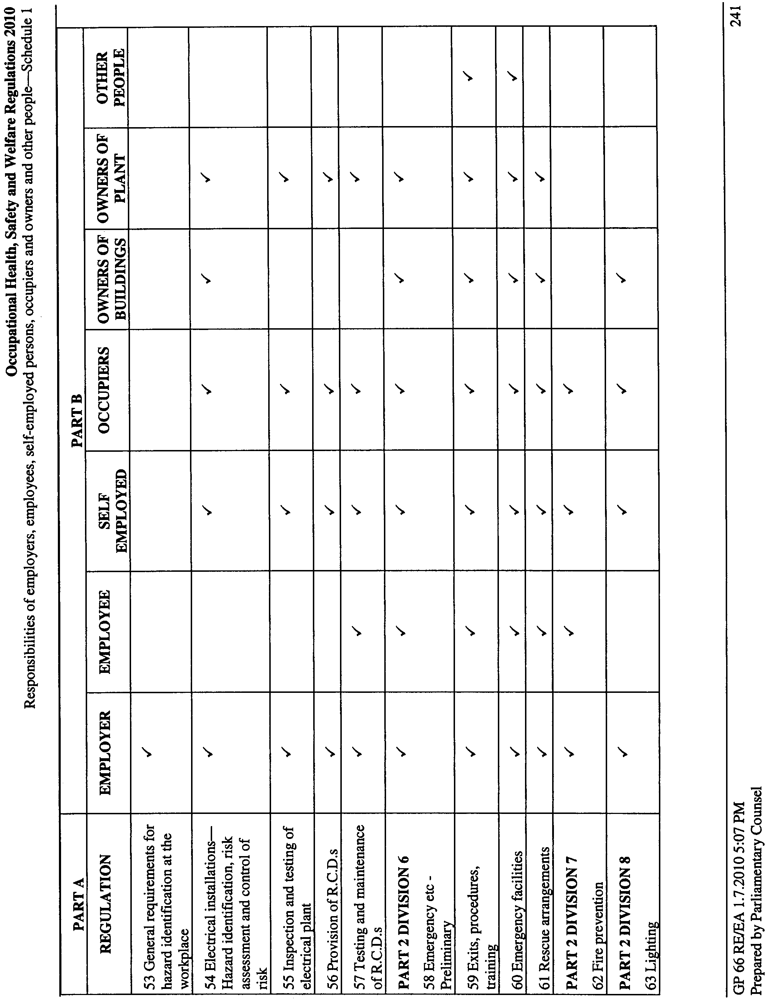 Occupational Health, Safety and Welfare Regulations 2010
Responsibilities of employers, employees, self-employed persons, occupiers and owners and other people—Schedule 1
PART A PART B
REGULATION EMPLOYER EMPLOYEE SELF EMPLOYED OCCUPIERS OWNERS OF BUILDINGS OWNERS OF PLANT OTHER PEOPLE
53 General requirements for ✓
hazard identification at the
workplace
54 Electrical installations— ✓ ✓ ✓ ✓ ✓
Hazard identification, risk
assessment and control of
risk
55 Inspection and testing of ✓ ✓ ✓ ✓
electrical plant
56 Provision of R.C.D.s ✓ ✓ ✓ ✓
57 Testing and maintenance ✓ ✓ ✓ ✓ ✓
of R.C.D.s
PART 2 DIVISION 6 ✓ ✓ ✓ ✓ ✓ ✓
58 Emergency etc -
Preliminary
59 Exits, procedures, ✓ ✓ ✓ ✓ ✓ ✓ ✓
training
60 Emergency facilities ✓ ✓ ✓ ✓ ✓ ✓ ✓
61 Rescue arrangements ✓ ✓ ✓ ✓ ✓ ✓
PART 2 DIVISION 7 ✓ ✓ ✓ ✓
62 Fire prevention
PART 2 DIVISION 8 ✓ ✓ ✓ ✓
63 Lighting
GP 66 RE/EA 1.7.2010 5:07 PM 241
Prepared by Parliamentary Counsel